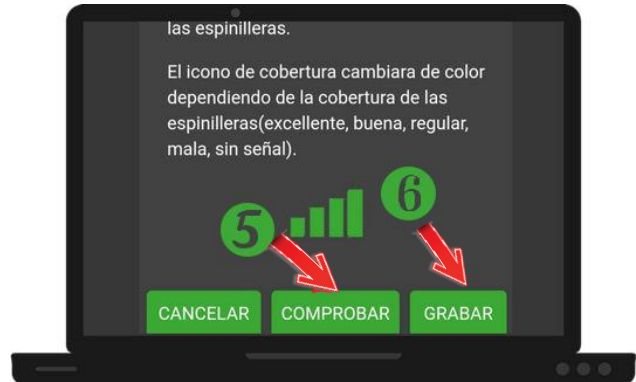 las espinilleras.
El icono de cobertura cambiara de color
dependiendo de la cobertura de las
espinilleras(excellente, buena, regular,
mala, sin señal).
5
6
CANCELAR COMPROBAR GRABAR